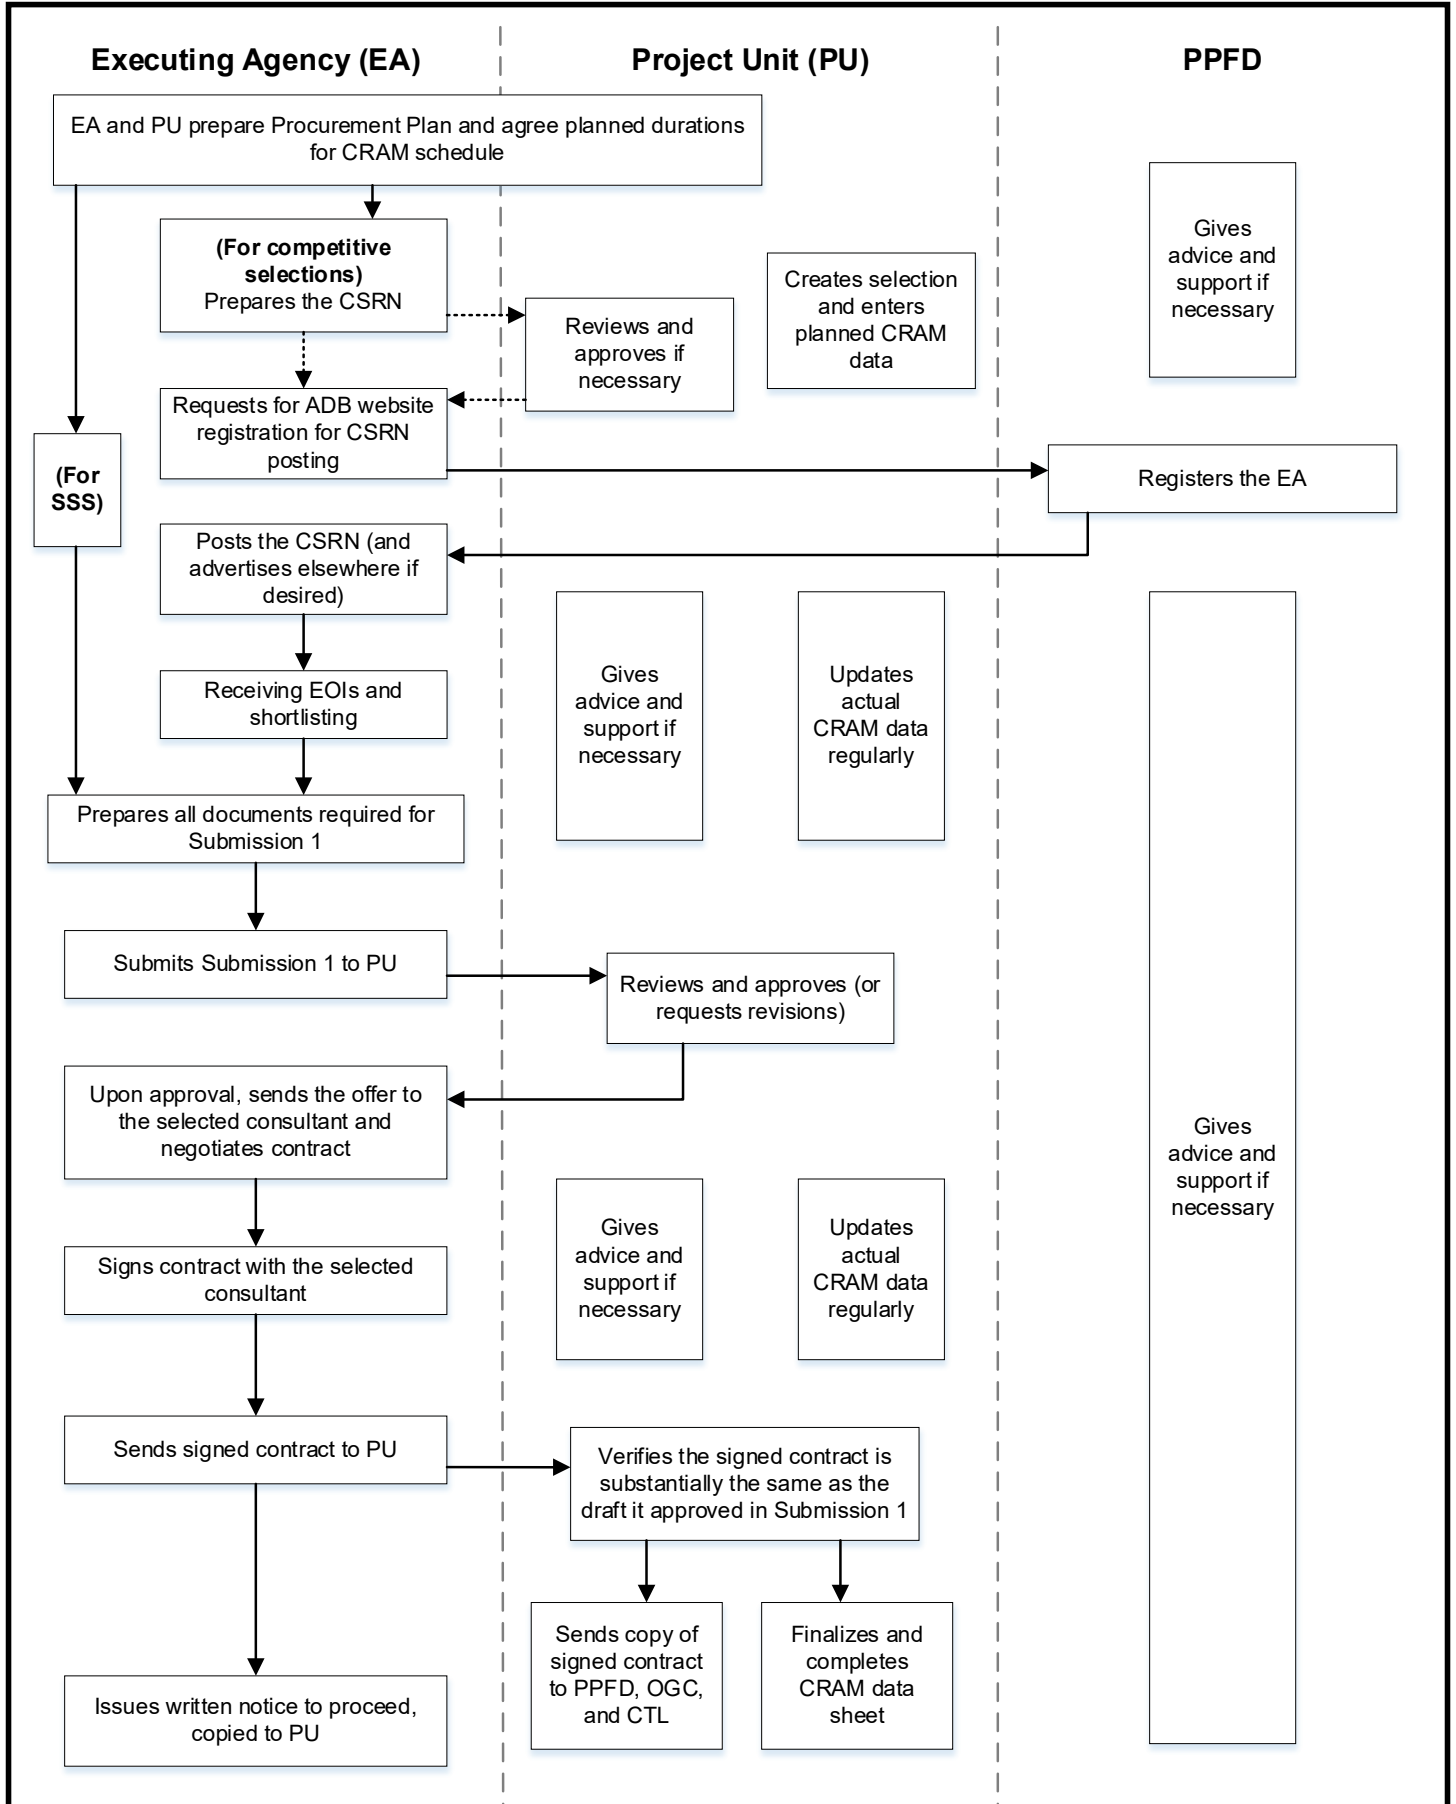 Executing Agency (EA)
Project Unit (PU)
PPFD
EA and PU prepare Procurement Plan and agree planned durations
for CRAM schedule
(For competitive
selections)
Prepares the CSRN
Reviews and
approves if
necessary
Creates selection
and enters
planned CRAM
data
Gives
advice and
support if
necessary
Requests for ADB website
registration for CSRN
posting
(For
SSS)
Registers the EA
Posts the CSRN (and
advertises elsewhere if
desired)
Receiving EOIs and
shortlisting
Gives
advice and
support if
necessary
Updates
actual
CRAM data
regularly
Prepares all documents required for
Submission 1
Submits Submission 1 to PU
Reviews and approves (or
requests revisions)
Upon approval, sends the offer to
the selected consultant and
negotiates contract
Gives
advice and
support if
necessary
Signs contract with the selected
consultant
Gives
advice and
support if
necessary
Updates
actual
CRAM data
regularly
Sends signed contract to PU
Verifies the signed contract is
substantially the same as the
draft it approved in Submission 1
Sends copy of
signed contract
to PPFD, OGC,
and CTL
Finalizes and
completes
CRAM data
sheet
Issues written notice to proceed,
copied to PU